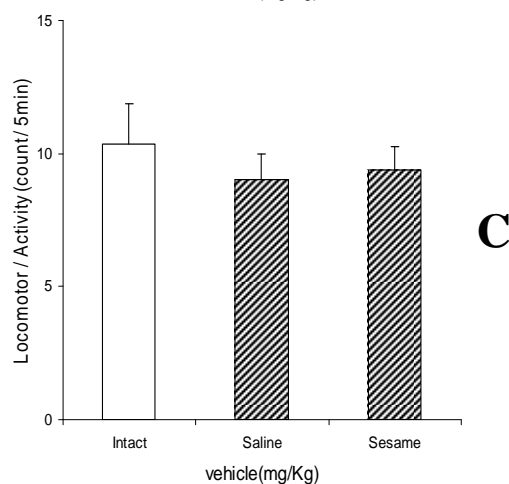 15
10
5
0
Locomotor / Activity (count / 5min)
Intact
Saline
Sesame
vehicle(mg/Kg)
C